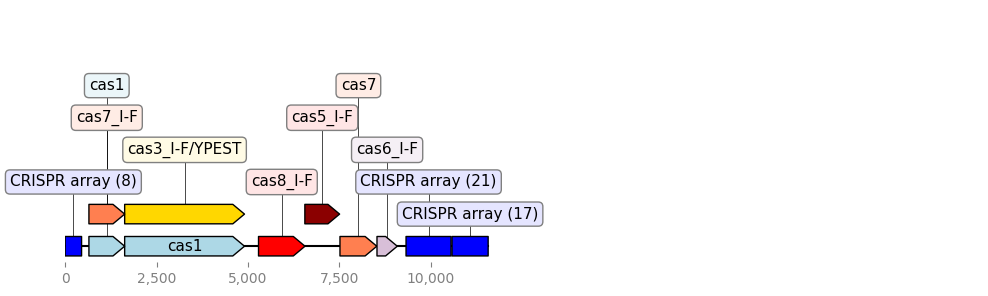 cas1
cas7
cas7_I-F
cas5_I-F
cas3_I-F/YPEST
cas6_I-F
CRISPR array (8)
cas8_I-F
CRISPR array (21)
CRISPR array (17)
cas1
0
2,500
5,000
7,500
10,000